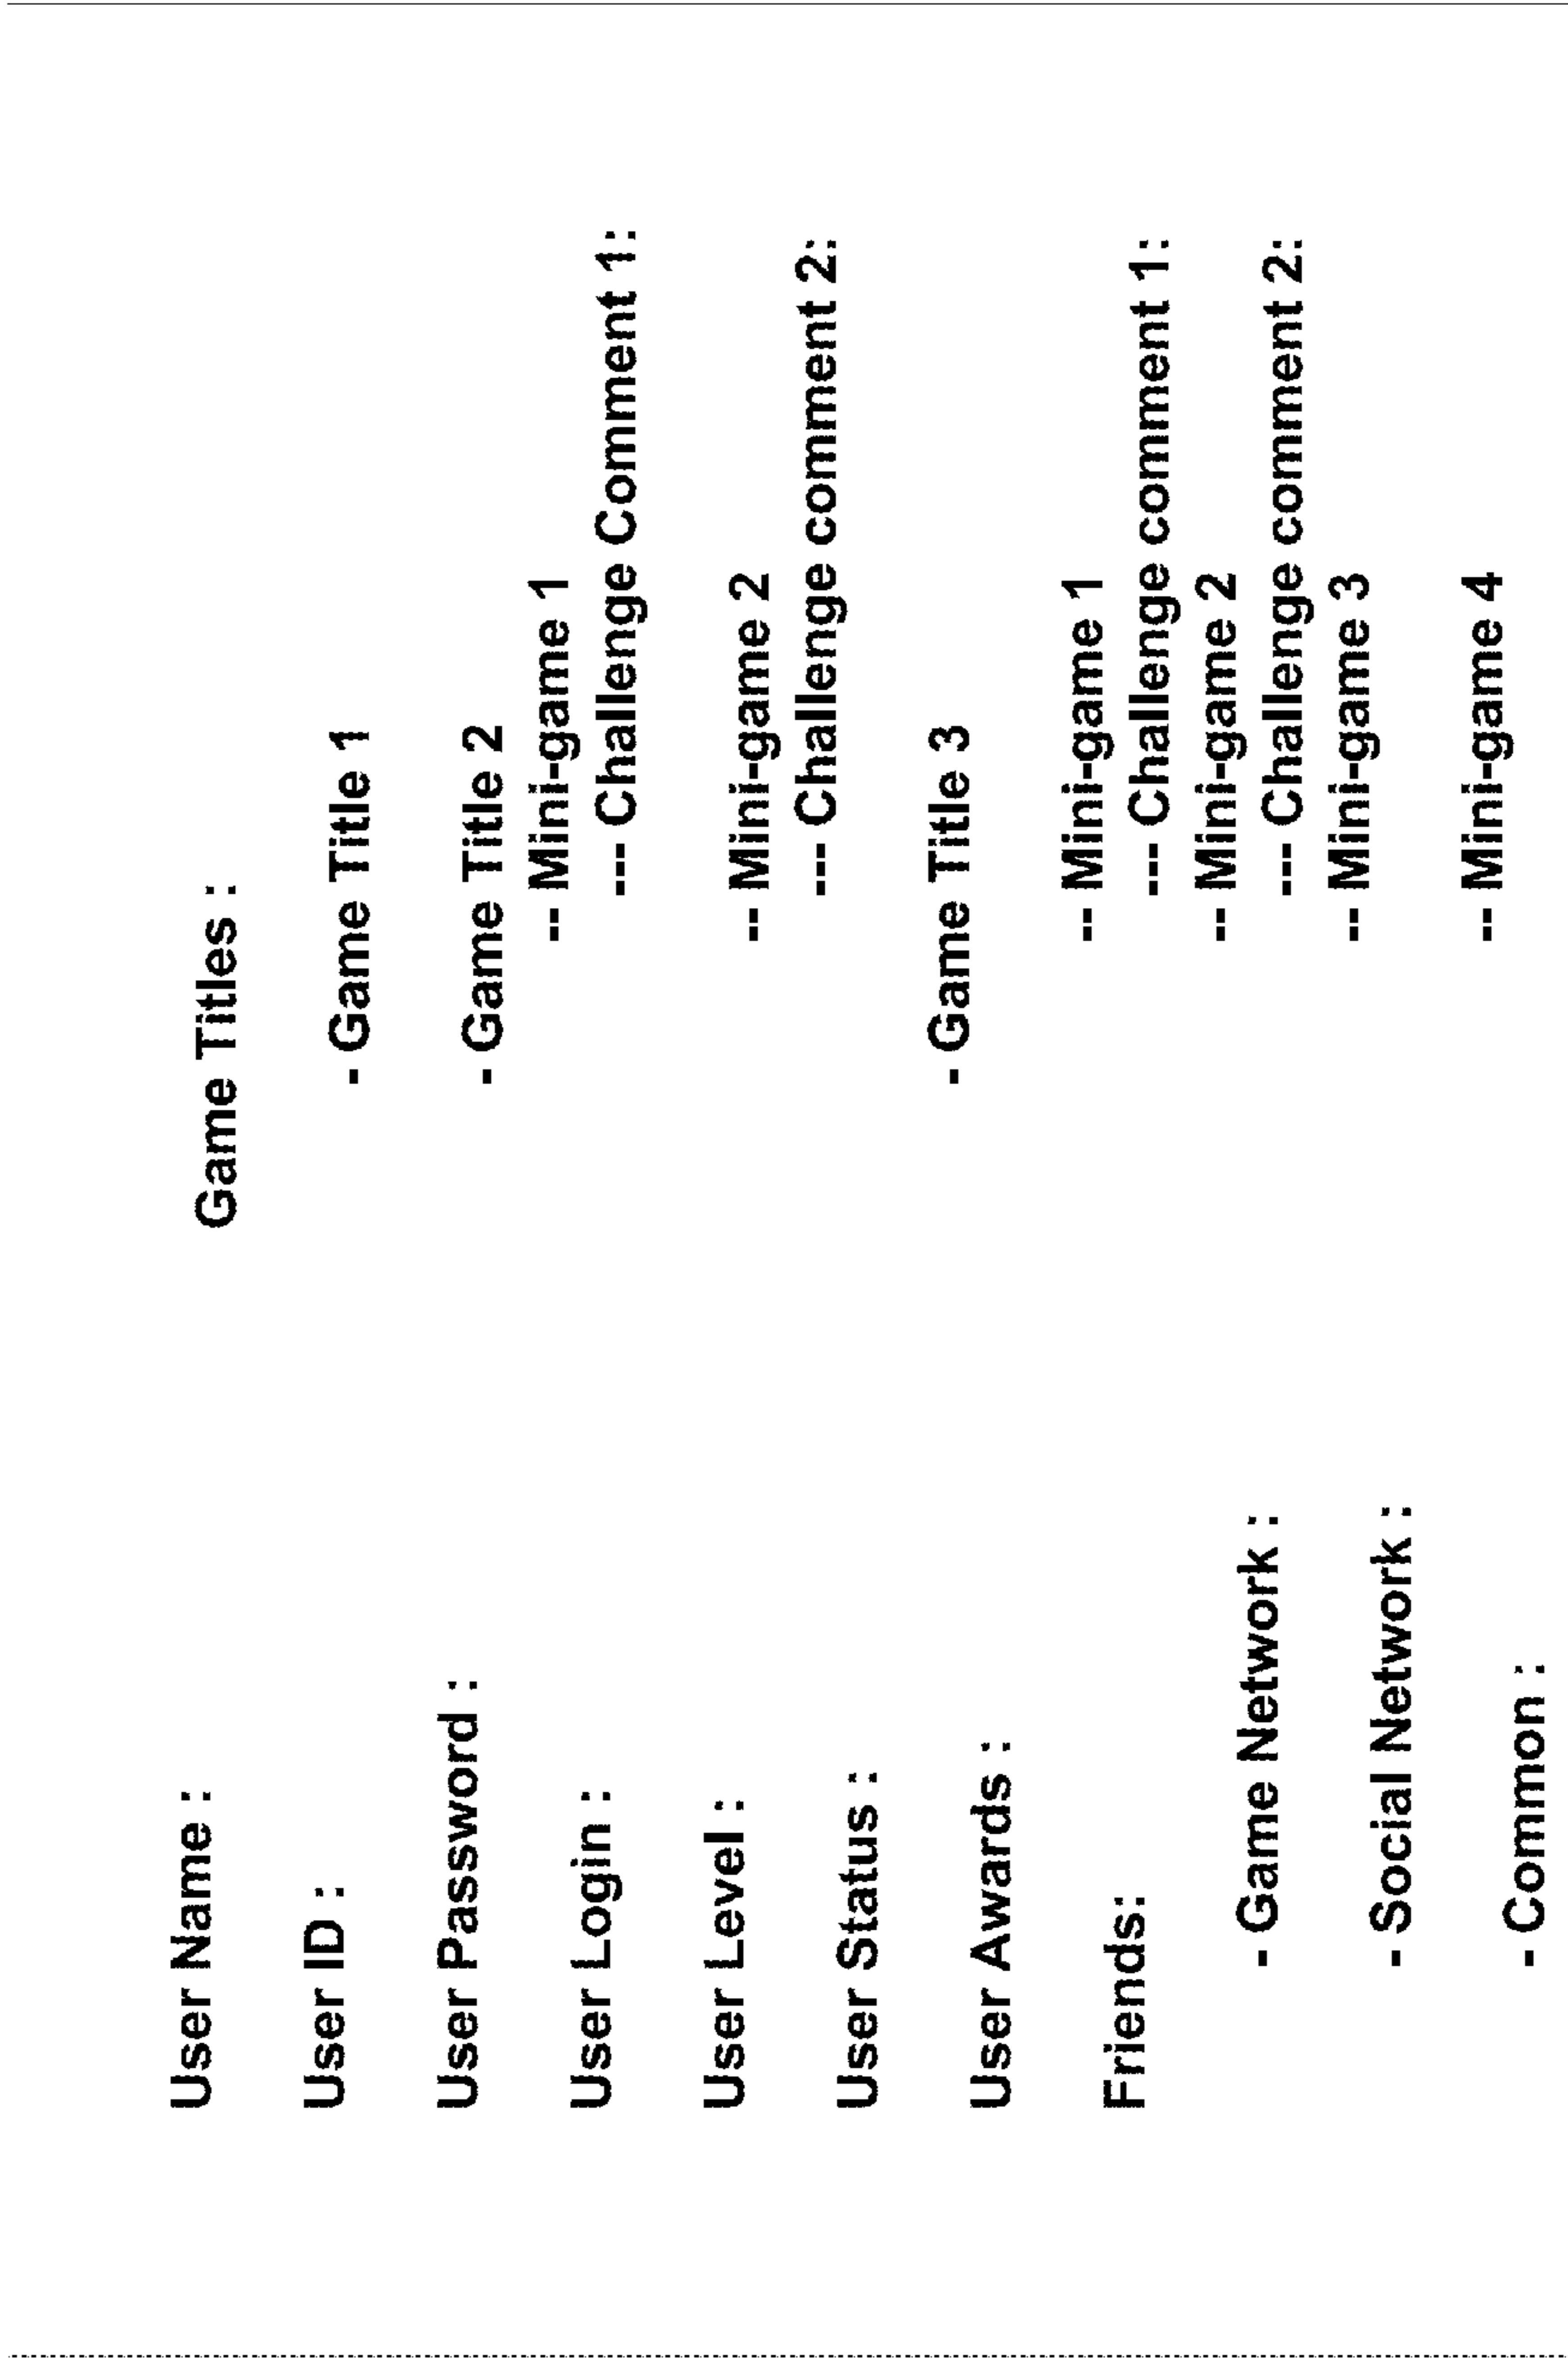 User Name :
User ID :
User Password :
User Login :
User Level :
User Status :
User Awards :
Friends:
- Game Network :
- Social Network :
- Common :
Game Titles :
- Game Title 1
- Game Title 2
-- Mini-game 1
--- Challenge Comment 1:
-- Mini-game 2
--- Challenge comment 2:
- Game Title 3
-- Mini-game 1
--- Challenge comment 1:
-- Mini-game 2
--- Challenge comment 2:
-- Mini-game 3
-- Mini-game 4